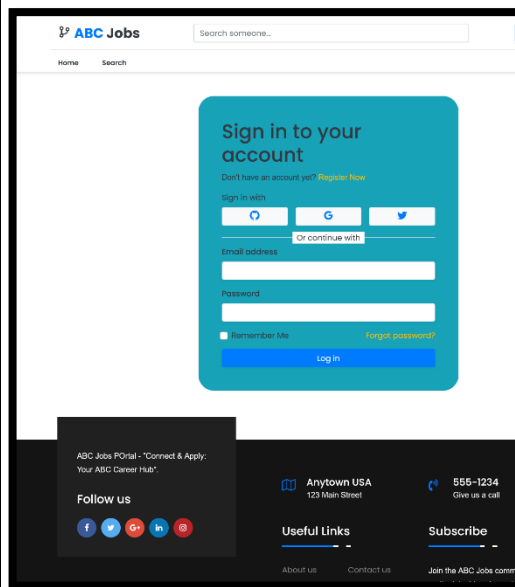 ABC Jobs
Search someone...
Home Search
Sign in to your
account
Don't have an account yet? Register Now
Sign in with
Or continue with
Email address
Password
Remember Me Forgot password?
Log in
ABC Jobs POrtal - "Connect & Apply:
Your ABC Career Hub".
Follow us
Anytown USA
123 Main Street
555-1234
Give us a call
Useful Links
Subscribe
About us Contact us
Join the ABC Jobs comm